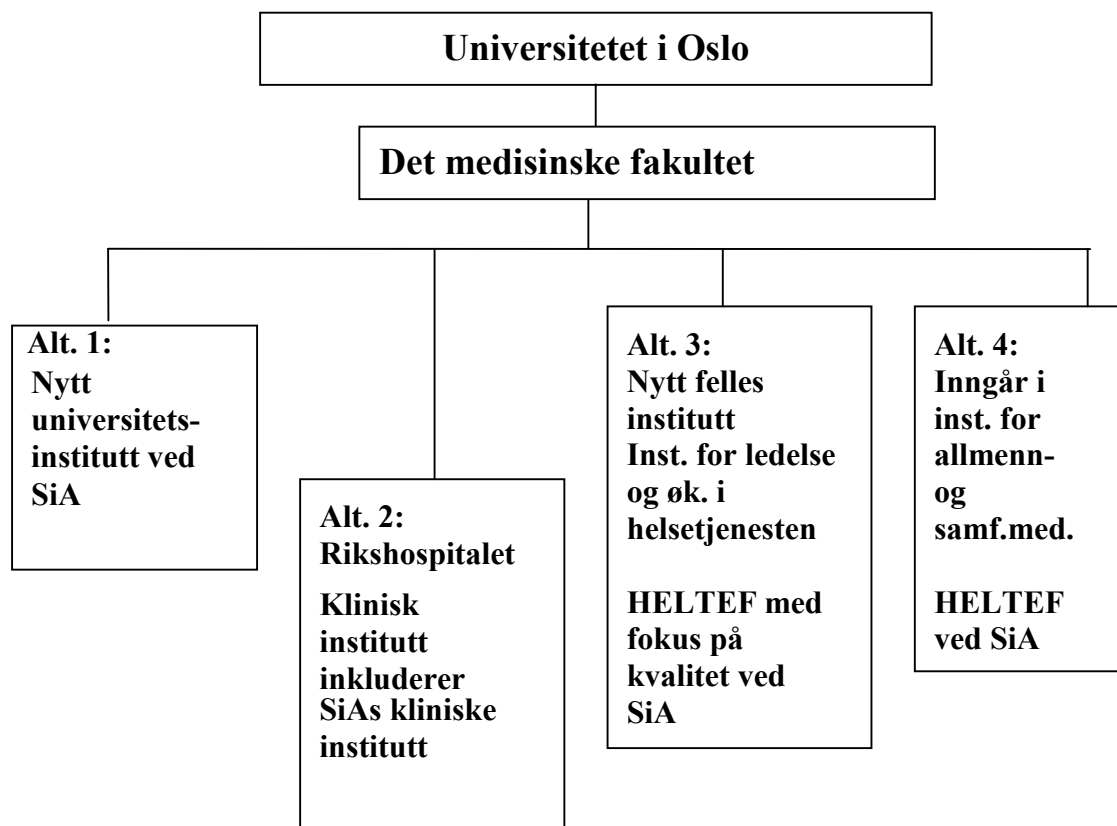 Universitetet i Oslo
Det medisinske fakultet
Alt. 1:
Nytt
universitets-
institutt ved
SiA
Alt. 2:
Rikshospitalet
Klinisk
institutt
inkluderer
SiAs kliniske
institutt
Alt. 3:
Nytt felles
institutt
Inst. for ledelse
og øk. i
helsetjenesten
HELTEF med
fokus på
kvalitet ved
SiA
Alt. 4:
Inngår i
inst. for
allmenn-
og
samf.med.
HELTEF
ved SiA